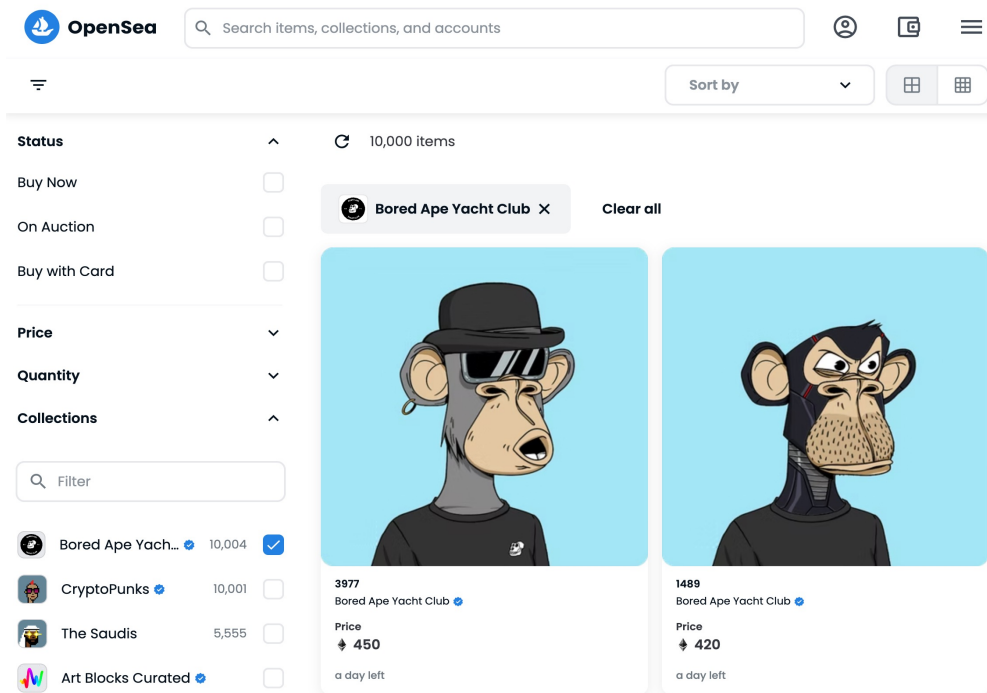 OpenSea
Search items, collections, and accounts
Sort by
Status
10,000 items
Buy Now
On Auction
Buy with Card
Bored Ape Yacht Club
Clear all
Price
Quantity
Collections
Filter
Bored Ape Yach... 10,004
CryptoPunks 10,001
The Saudis 5,555
Art Blocks Curated
3977
Bored Ape Yacht Club
Price
450
a day left
1489
Bored Ape Yacht Club
Price
420
a day left